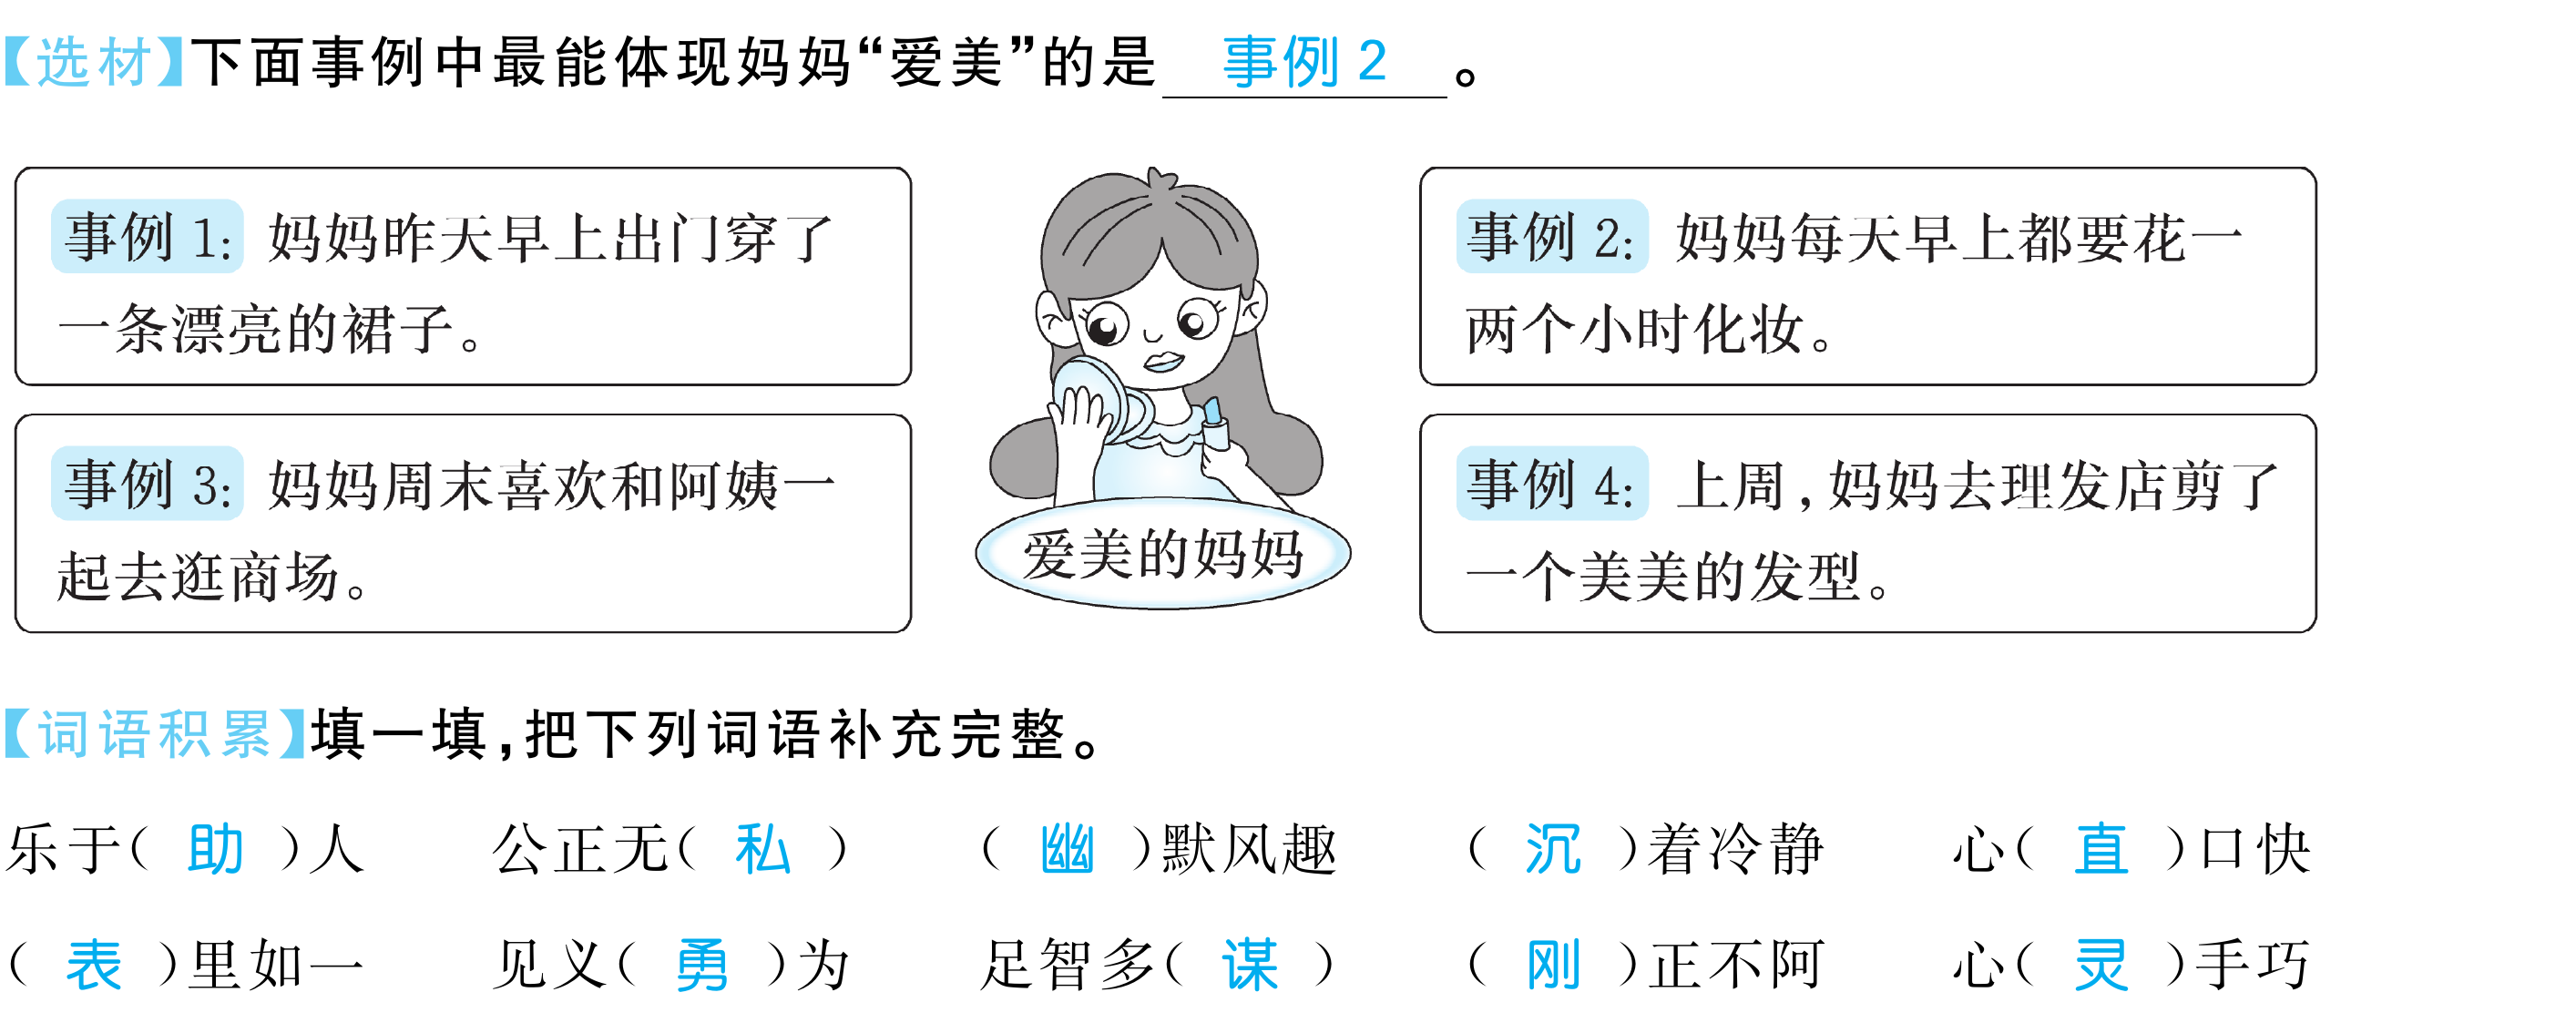 【选材】下面事例中最能体现妈妈“爱美”的是 事例2 。
事例1: 妈妈昨天早上出门穿了
一条漂亮的裙子。
事例2: 妈妈每天早上都要花一
两个小时化妆。
事例3: 妈妈周末喜欢和阿姨一
起去逛商场。
事例4: 上周,妈妈去理发店剪了
一个美美的发型。
爱美的妈妈
【词语积累】填一填,把下列词语补充完整。
乐于( 助 )人 公正无( 私 ) ( 幽 )默风趣 ( 沉 )着冷静 心( 直 )口快
( 表 )里如一 见义( 勇 )为 足智多( 谋 ) ( 刚 )正不阿 心( 灵 )手巧